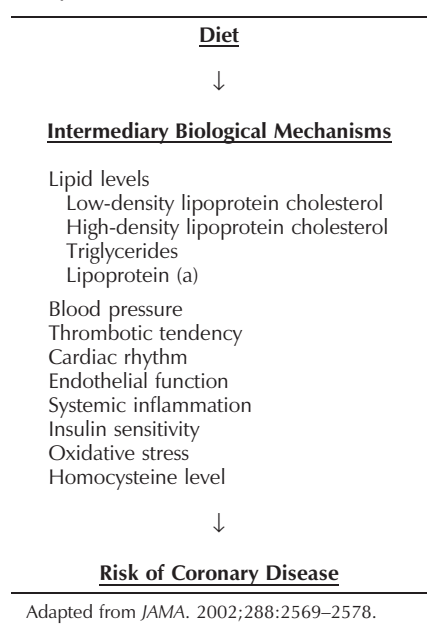 Diet
↓
Intermediary Biological Mechanisms
Lipid levels
Low-density lipoprotein cholesterol
High-density lipoprotein cholesterol
Triglycerides
Lipoprotein (a)
Blood pressure
Thrombotic tendency
Cardiac rhythm
Endothelial function
Systemic inflammation
Insulin sensitivity
Oxidative stress
Homocysteine level
↓
Risk of Coronary Disease
Adapted from JAMA. 2002;288:2569–2578.